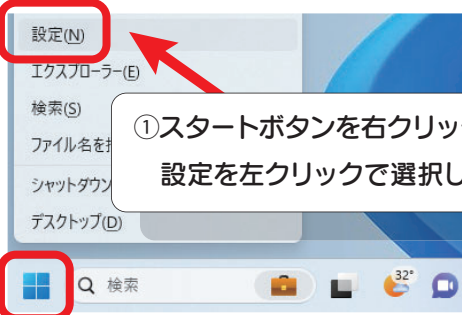 設定(N)
エクスプローラー(E)
検索(S)
ファイル名を
シャットダウン
デスクトップ(D)
①スタートボタンを右クリッ
設定を左クリックで選択し
検索
32°